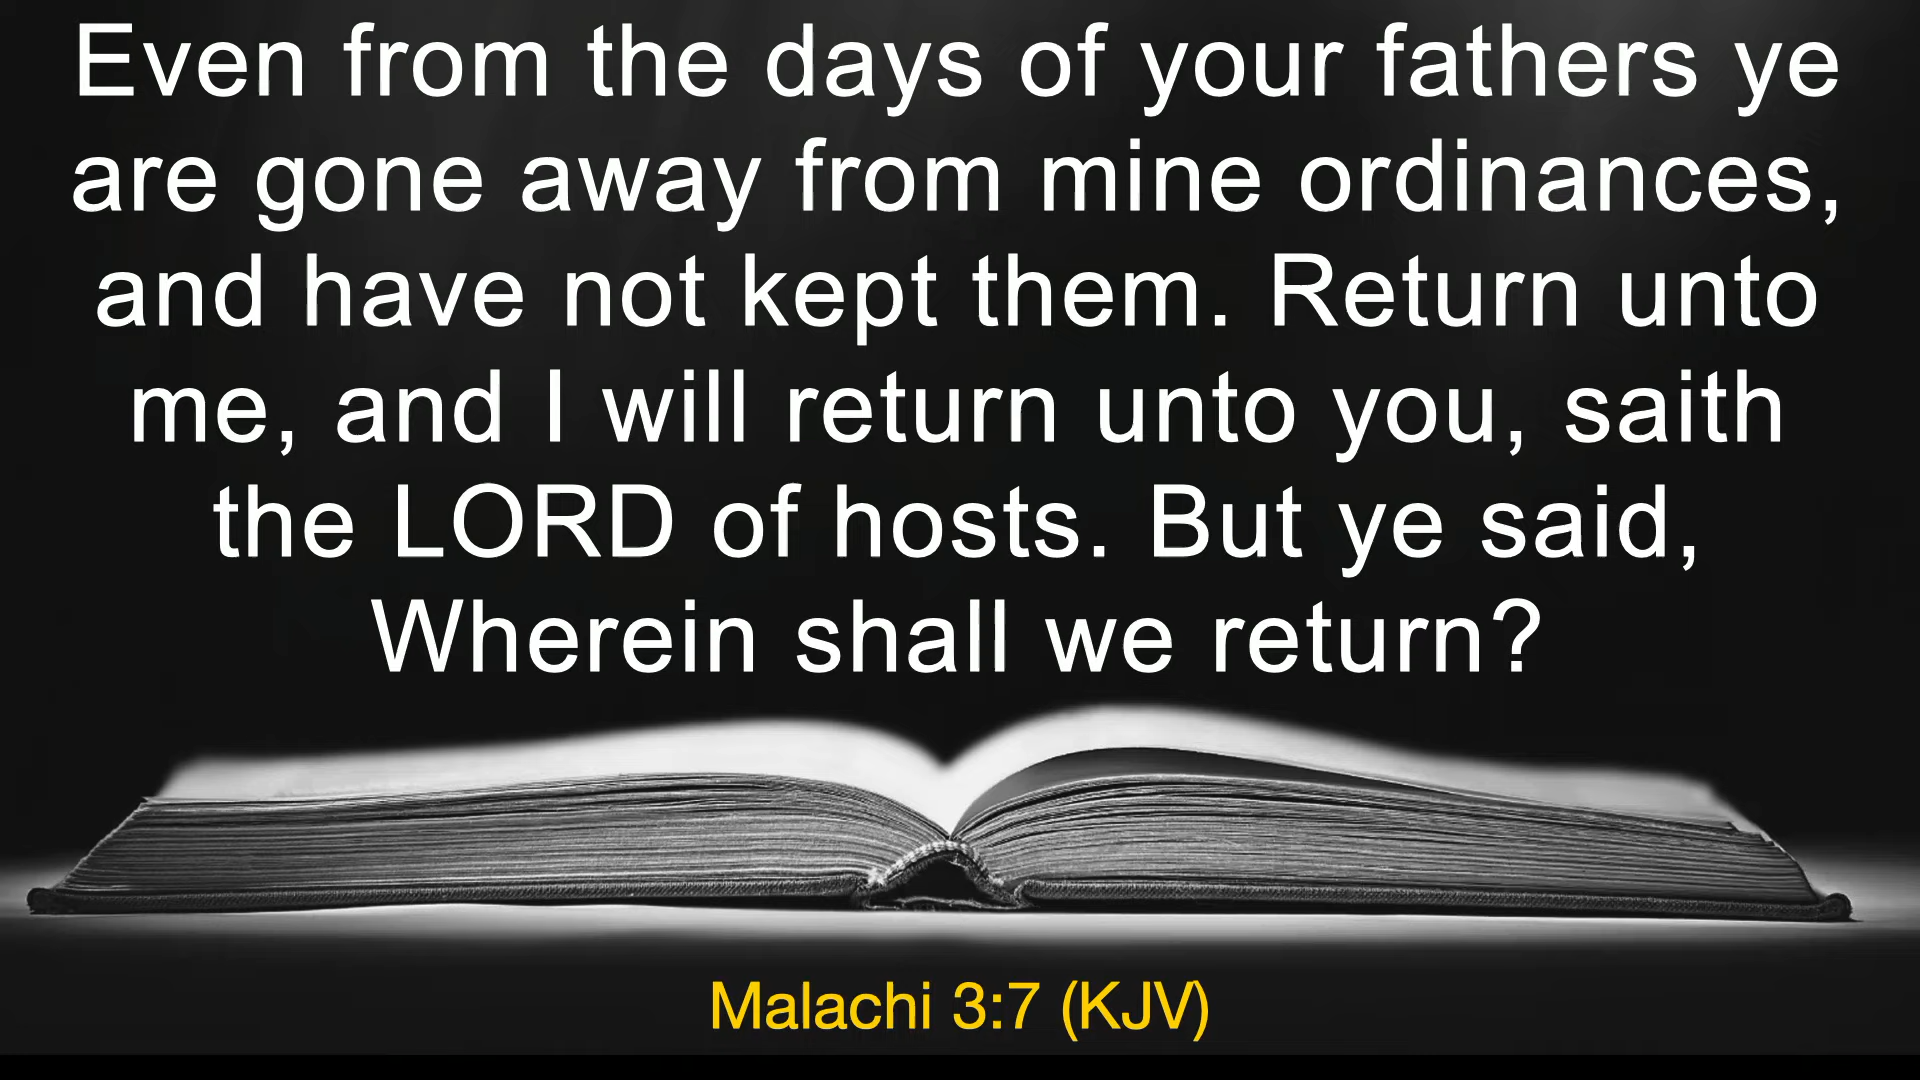 Even from the days of your fathers ye
are gone away from mine ordinances,
and have not kept them. Return unto
me, and I will return unto you, saith
the LORD of hosts. But ye said,
Wherein shall we return?
Malachi 3:7 (KJV)